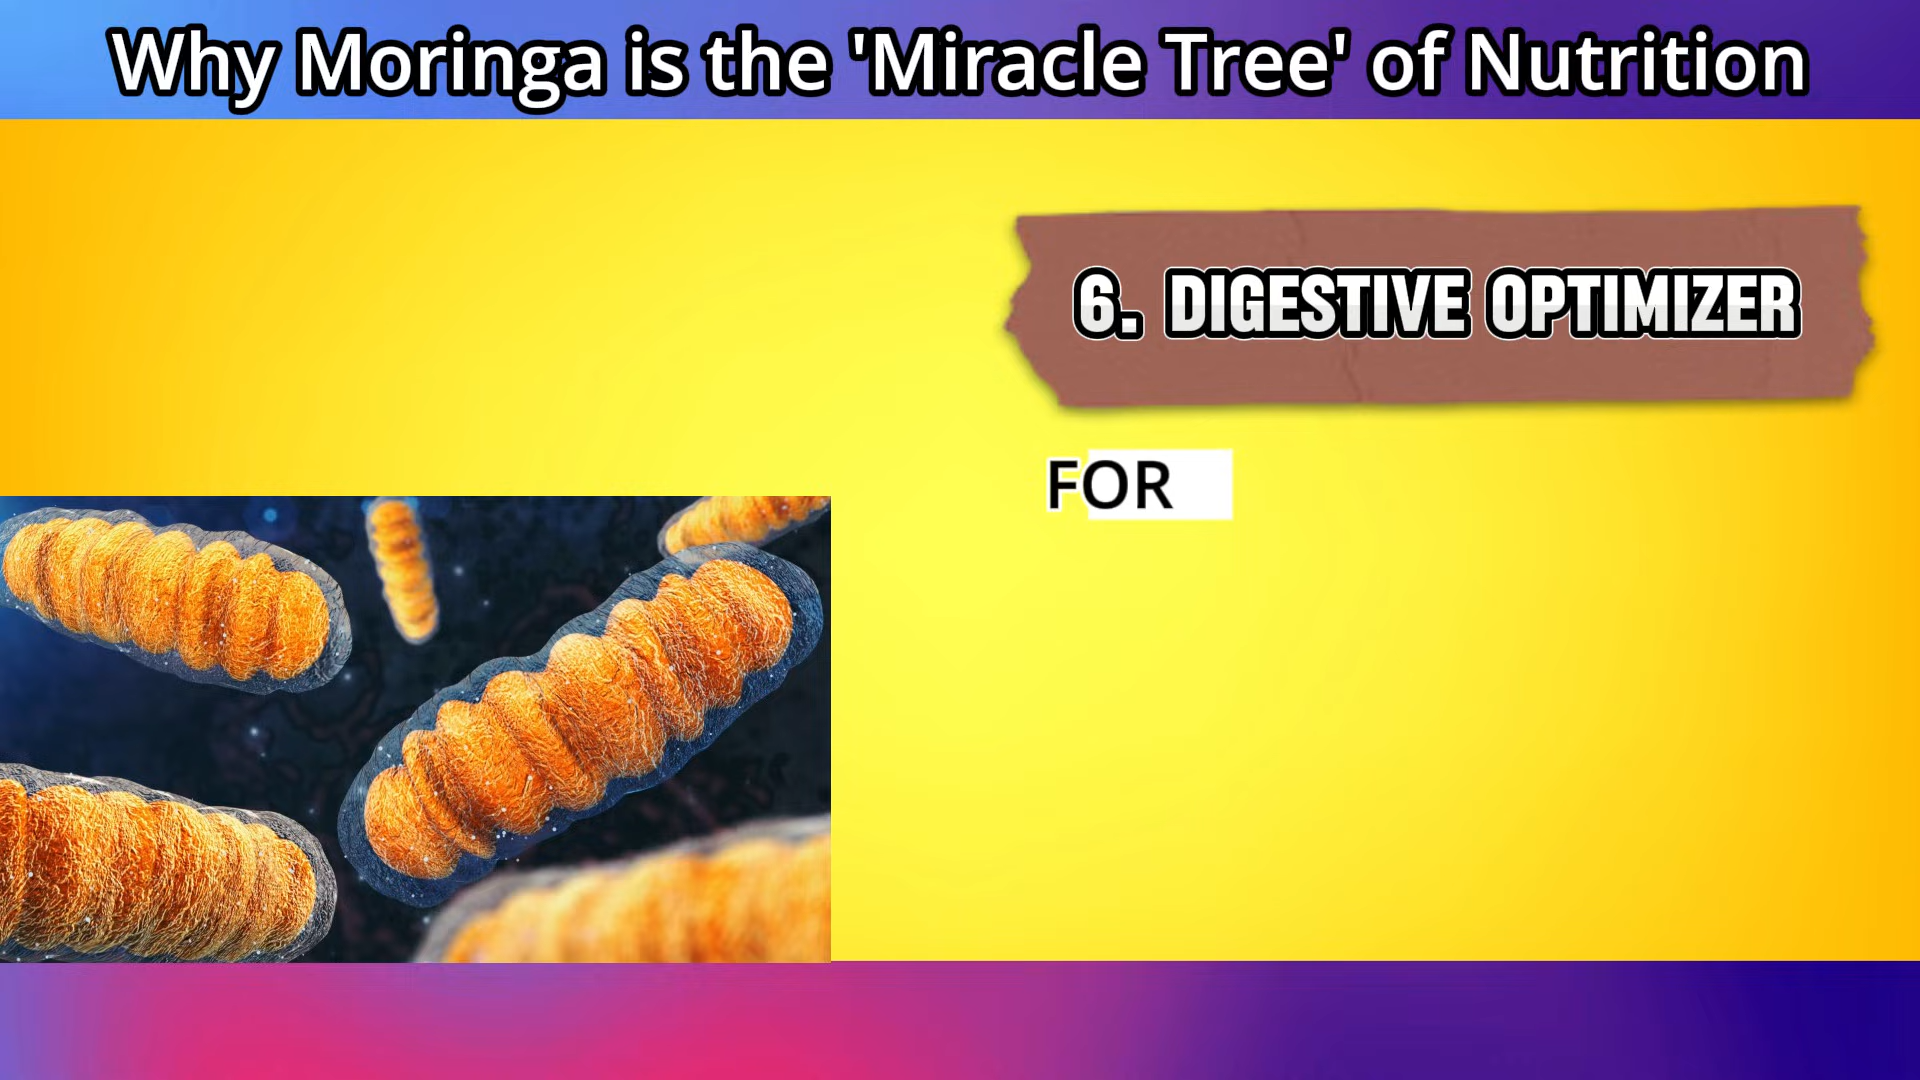 Why Moringa is the 'Miracle Tree' of Nutrition
6. DIGESTIVE OPTIMIZER
FOR